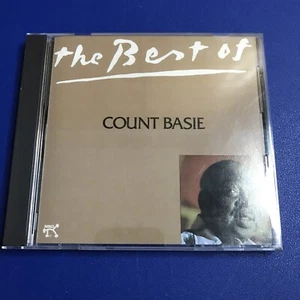 the Best of
COUNT BASIE